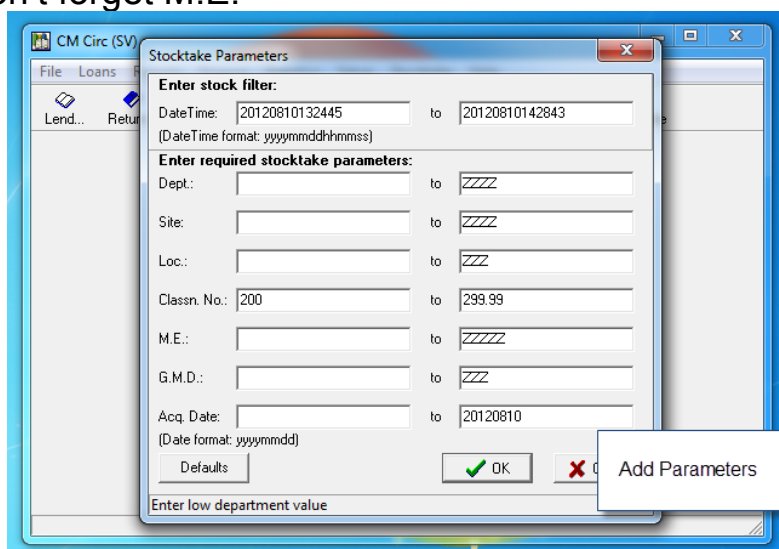 n't forget M.E.
CM Circ (SV)
File Loans
Lend... Retur
Stocktake Parameters
Enter stock filter:
DateTime: 20120810132445 to 20120810142843
(DateTime format: yyyymmddhhmmss)
Enter required stocktake parameters:
Dept.: to ZZZZ
Site: to ZZZZ
Loc.: to ZZZ
Classn. No.: 200 to 299.99
M.E.: to ZZZZZ
G.M.D.: to ZZZ
Acq. Date: to 20120810
(Date format: yyyymmdd)
Defaults OK
Add Parameters
Enter low department value